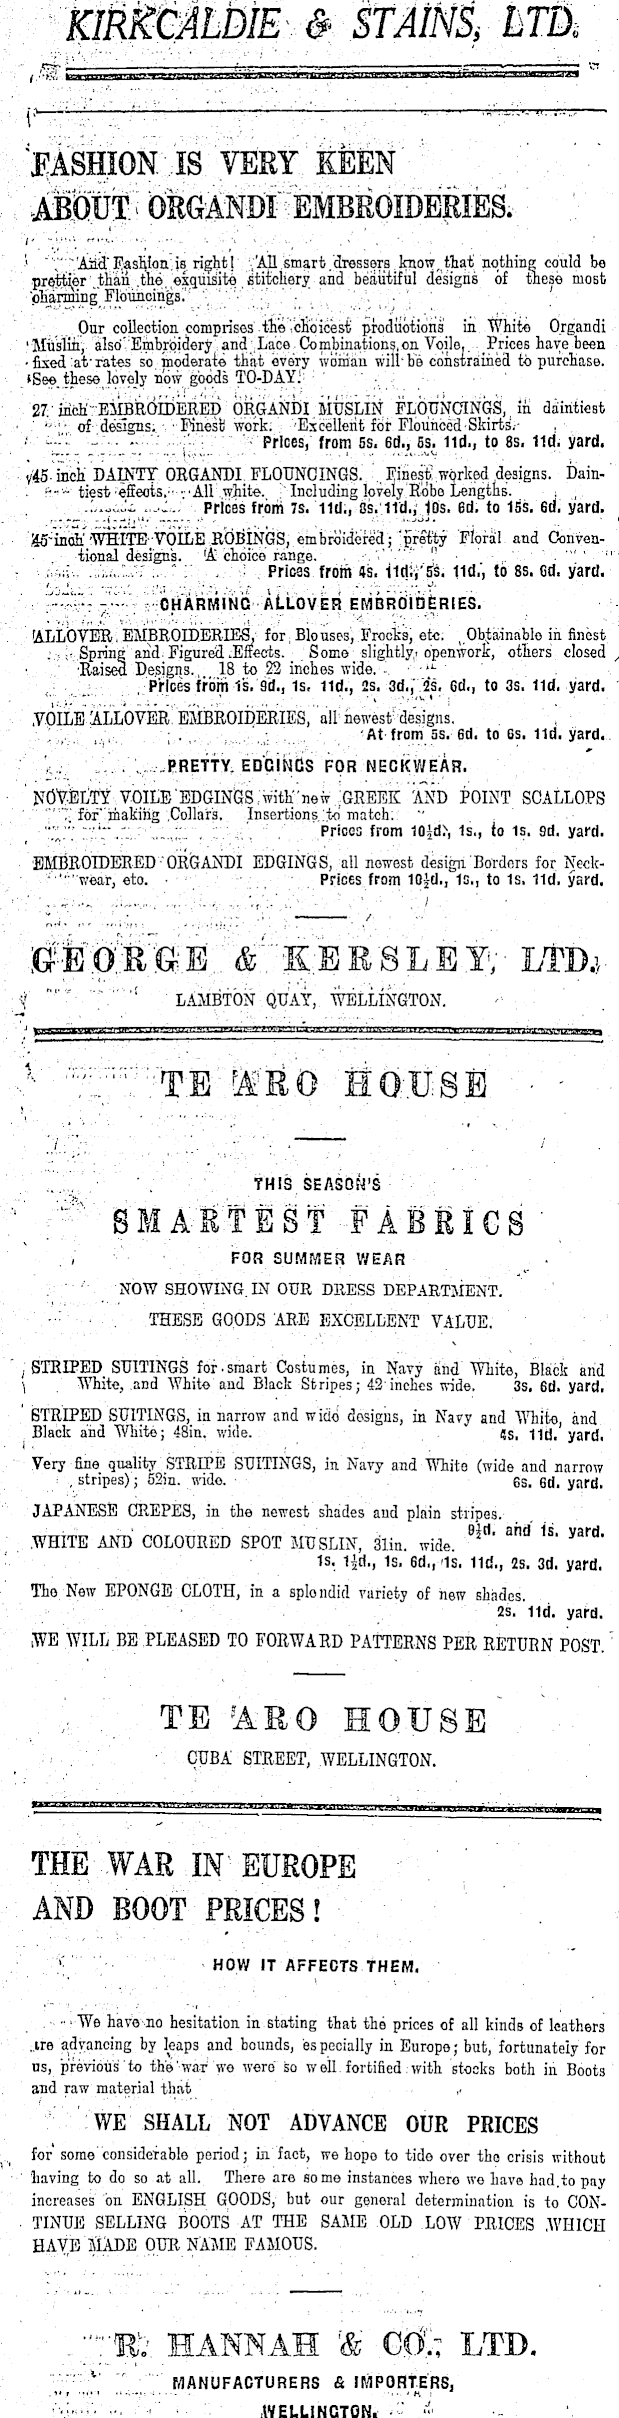 KIRKCALDIE & STAINS, LTD.
FASHION IS VERY KEEN
ABOUT ORGANDI EMBROIDERIES.
And Fashion is right! All smart dressers know that nothing could be
prettier than the exquisite stitchery and beautiful designs of these most
charming Flouncings.
Our collection comprises the choicest productions in White Organdi
Muslin, also Embroidery and Lace Combinations on Voile. Prices have been
fixed at rates so moderate that every woman will be constrained to purchase.
See these lovely now goods TO-DAY.
27 inch EMBROIDERED ORGANDI MUSLIN FLOUNCINGS, in daintiest
of designs. Finest work. Excellent for Flounced Skirts.
Prices, from 5s. 6d., 5s. 11d., to 8s. 11d. yard.
45 inch DAINTY ORGANDI FLOUNCINGS. Finest worked designs. Dain-
tiest effects. All white. Including lovely Robe Lengths.
Prices from 7s. 11d., 8s. 11d., 10s. 6d. to 15s. 6d. yard.
45 inch WHITE VOILE ROBINGS, embroidered; pretty Floral and Conven-
tional designs. A choice range.
Prices from 4s. 11d., 5s. 11d., to 8s. 6d. yard.
CHARMING ALLOVER EMBROIDERIES.
ALLOVER EMBROIDERIES, for Blouses, Frocks, etc. Obtainable in finest
Spring and Figured Effects. Some slightly openwork, others closed
Raised Designs. 18 to 22 inches wide.
Prices from 1s. 9d., 1s. 11d., 2s. 3d., 2s. 6d., to 3s. 11d. yard.
VOILE ALLOVER EMBROIDERIES, all newest designs.
At from 5s. 6d. to 6s. 11d. yard.
PRETTY EDGINGS FOR NECKWEAR.
NOVELTY VOILE EDGINGS with new GREEK AND POINT SCALLOPS
for making Collars. Insertions to match.
Prices from 10½d., 1s., to 1s. 9d. yard.
EMBROIDERED ORGANDI EDGINGS, all newest design Borders for Neck-
wear, etc. Prices from 10½d., 1s., to 1s. 11d. yard.
GEORGE & KERSLEY, LTD.
LAMBTON QUAY, WELLINGTON.
TE ARO HOUSE
THIS SEASON'S
SMARTEST FABRICS
FOR SUMMER WEAR
NOW SHOWING IN OUR DRESS DEPARTMENT.
THESE GOODS ARE EXCELLENT VALUE.
STRIPED SUITINGS for smart Costumes, in Navy and White, Black and
White, and White and Black Stripes; 42 inches wide. 3s. 6d. yard.
STRIPED SUITINGS, in narrow and wide designs, in Navy and White, and
Black and White; 48in. wide. 4s. 11d. yard.
Very fine quality STRIPE SUITINGS, in Navy and White (wide and narrow
stripes); 52in. wide. 6s. 6d. yard.
JAPANESE CREPES, in the newest shades and plain stripes.
9½d. and 1s. yard.
WHITE AND COLOURED SPOT MUSLIN, 31in. wide.
1s. 1½d., 1s. 6d., 1s. 11d., 2s. 3d. yard.
The New EPONGE CLOTH, in a splendid variety of new shades.
2s. 11d. yard.
WE WILL BE PLEASED TO FORWARD PATTERNS PER RETURN POST.
TE ARO HOUSE
CUBA STREET, WELLINGTON.
THE WAR IN EUROPE
AND BOOT PRICES!
HOW IT AFFECTS THEM.
We have no hesitation in stating that the prices of all kinds of leathers
are advancing by leaps and bounds, especially in Europe; but, fortunately for
us, previous to the war we were so well fortified with stocks both in Boots
and raw material that
WE SHALL NOT ADVANCE OUR PRICES
for some considerable period; in fact, we hope to tide over the crisis without
having to do so at all. There are some instances where we have had to pay
increases on ENGLISH GOODS, but our general determination is to CON-
TINUE SELLING BOOTS AT THE SAME OLD LOW PRICES WHICH
HAVE MADE OUR NAME FAMOUS.
R. HANNAH & CO., LTD.
MANUFACTURERS & IMPORTERS,
WELLINGTON.